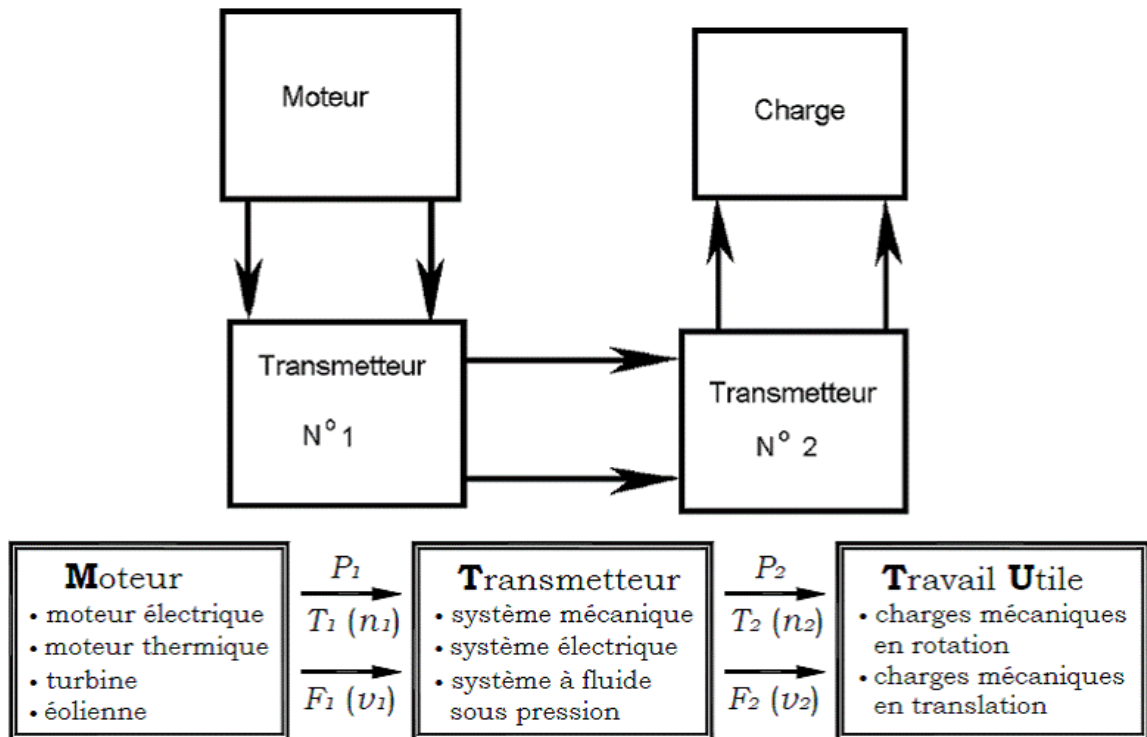 Moteur
Charge
Transmetteur
N° 1
Transmetteur
N° 2
Moteur
• moteur électrique
• moteur thermique
• turbine
• éolienne
P1
T1 (n1)
F1 (v1)
Transmetteur
• système mécanique
• système électrique
• système à fluide
sous pression
P2
T2 (n2)
F2 (v2)
Travail Utile
• charges mécaniques
en rotation
• charges mécaniques
en translation